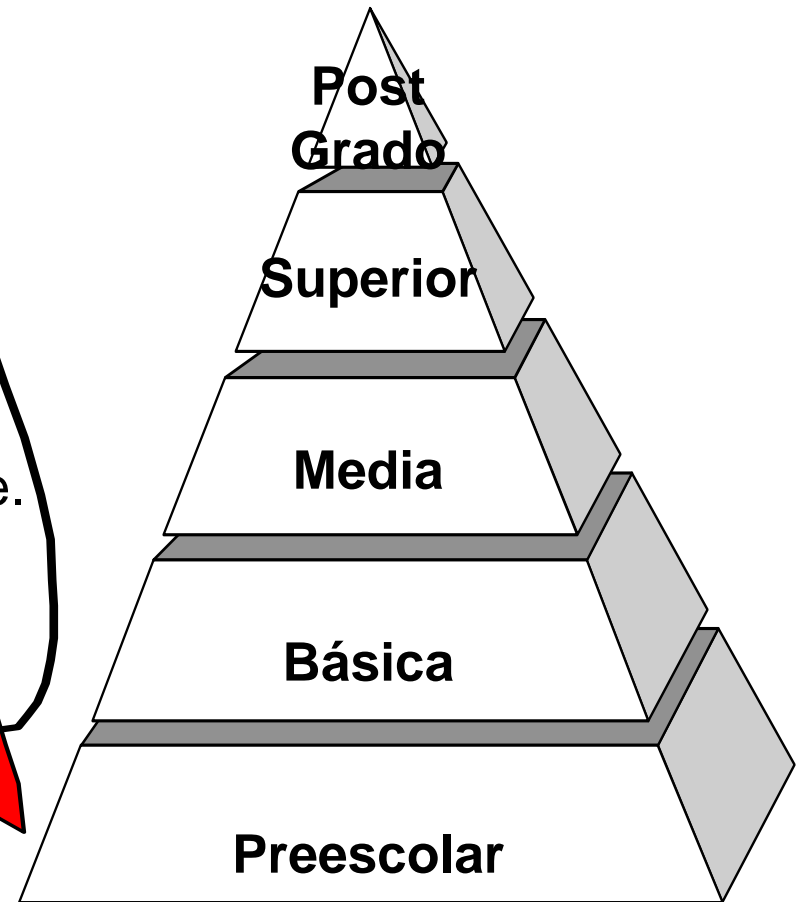 Post
Grado
Superior
Media
e.
Básica
Preescolar